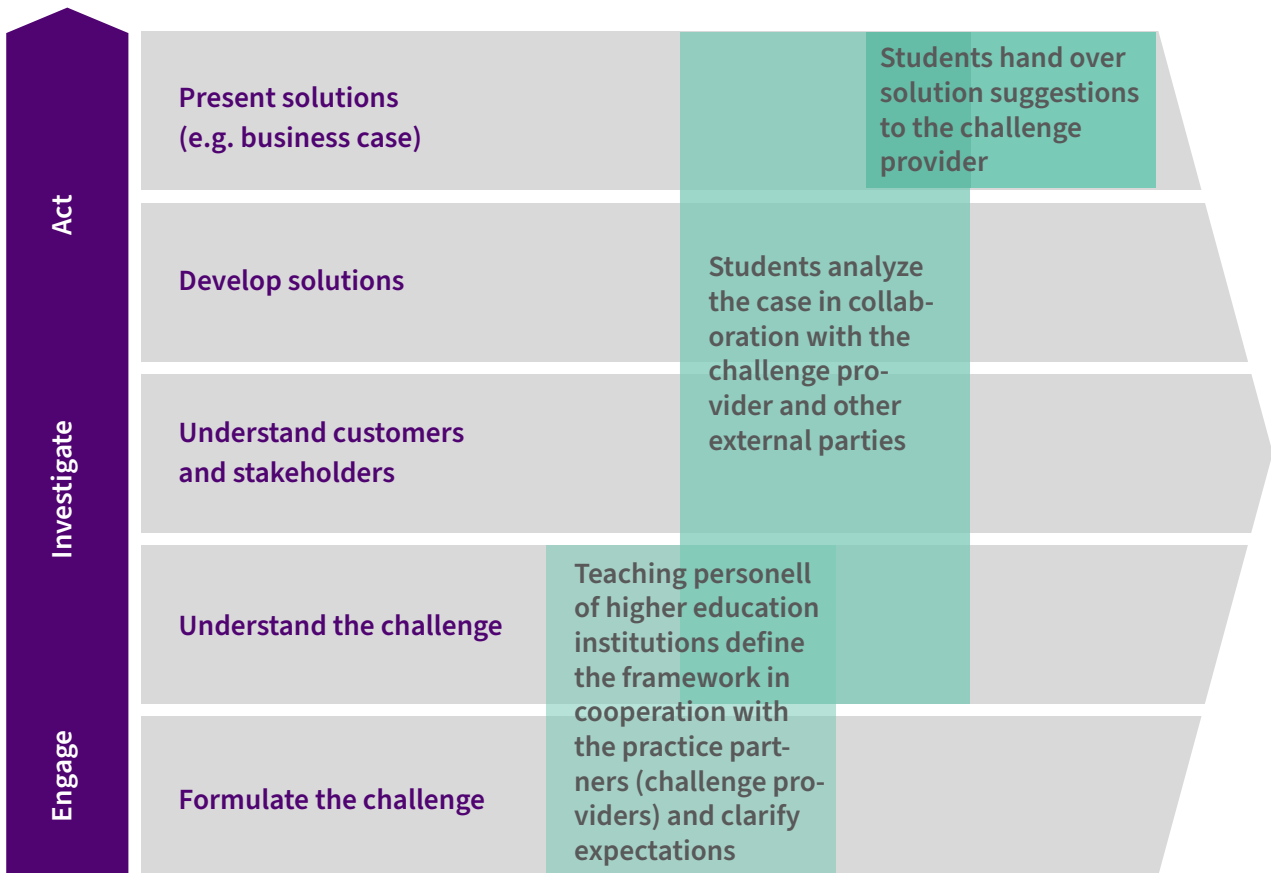 Act
Investigate
Engage
Present solutions
(e.g. business case)
Develop solutions
Understand customers
and stakeholders
Understand the challenge
Formulate the challenge
Students hand over
solution suggestions
to the challenge
provider
Students analyze
the case in collab-
oration with the
challenge pro-
vider and other
external parties
Teaching personell
of higher education
institutions define
the framework in
cooperation with
the practice part-
ners (challenge pro-
viders) and clarify
expectations